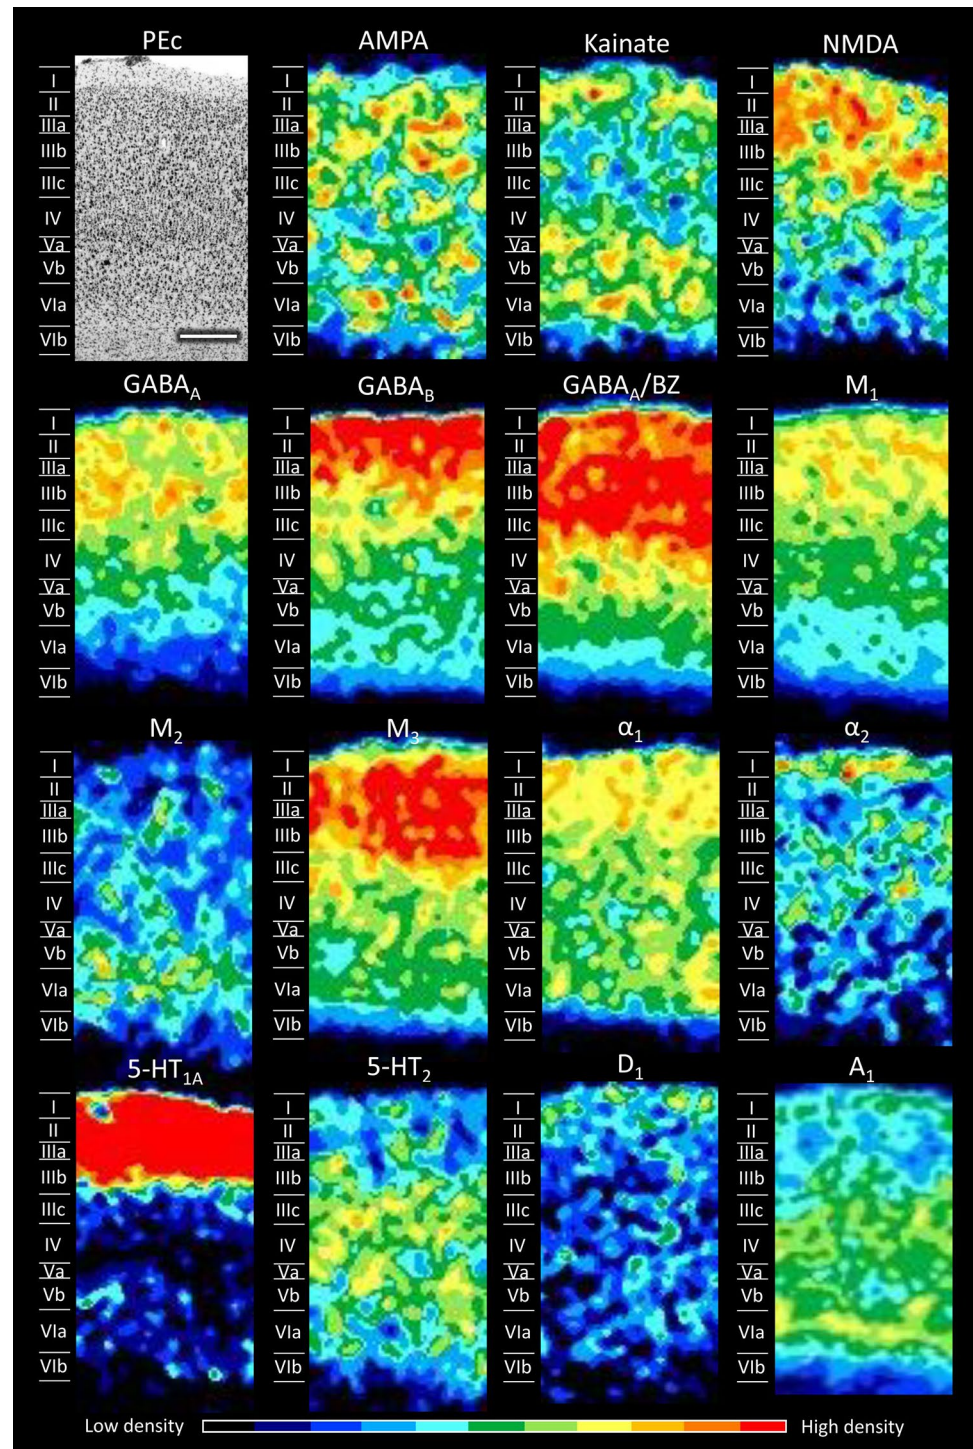 PEc AMPA Kainate NMDA
I I I I
II II II II
IIIa IIIa IIIa IIIa
IIIb IIIb IIIb IIIb
IIIc IIIc IIIc IIIc
IV IV IV IV
Va Va Va Va
Vb Vb Vb Vb
VIa VIa VIa VIa
VIb VIb VIb VIb
GABAA GABAB GABAA/BZ M1
I I I I
II II II II
IIIa IIIa IIIa IIIa
IIIb IIIb IIIb IIIb
IIIc IIIc IIIc IIIc
IV IV IV IV
Va Va Va Va
Vb Vb Vb Vb
VIa VIa VIa VIa
VIb VIb VIb VIb
M2 M3 α1 α2
I I I I
II II II II
IIIa IIIa IIIa IIIa
IIIb IIIb IIIb IIIb
IIIc IIIc IIIc IIIc
IV IV IV IV
Va Va Va Va
Vb Vb Vb Vb
VIa VIa VIa VIa
VIb VIb VIb VIb
5-HT1A 5-HT2 D1 A1
I I I I
II II II II
IIIa IIIa IIIa IIIa
IIIb IIIb IIIb IIIb
IIIc IIIc IIIc IIIc
IV IV IV IV
Va Va Va Va
Vb Vb Vb Vb
VIa VIa VIa VIa
VIb VIb VIb VIb
Low density High density